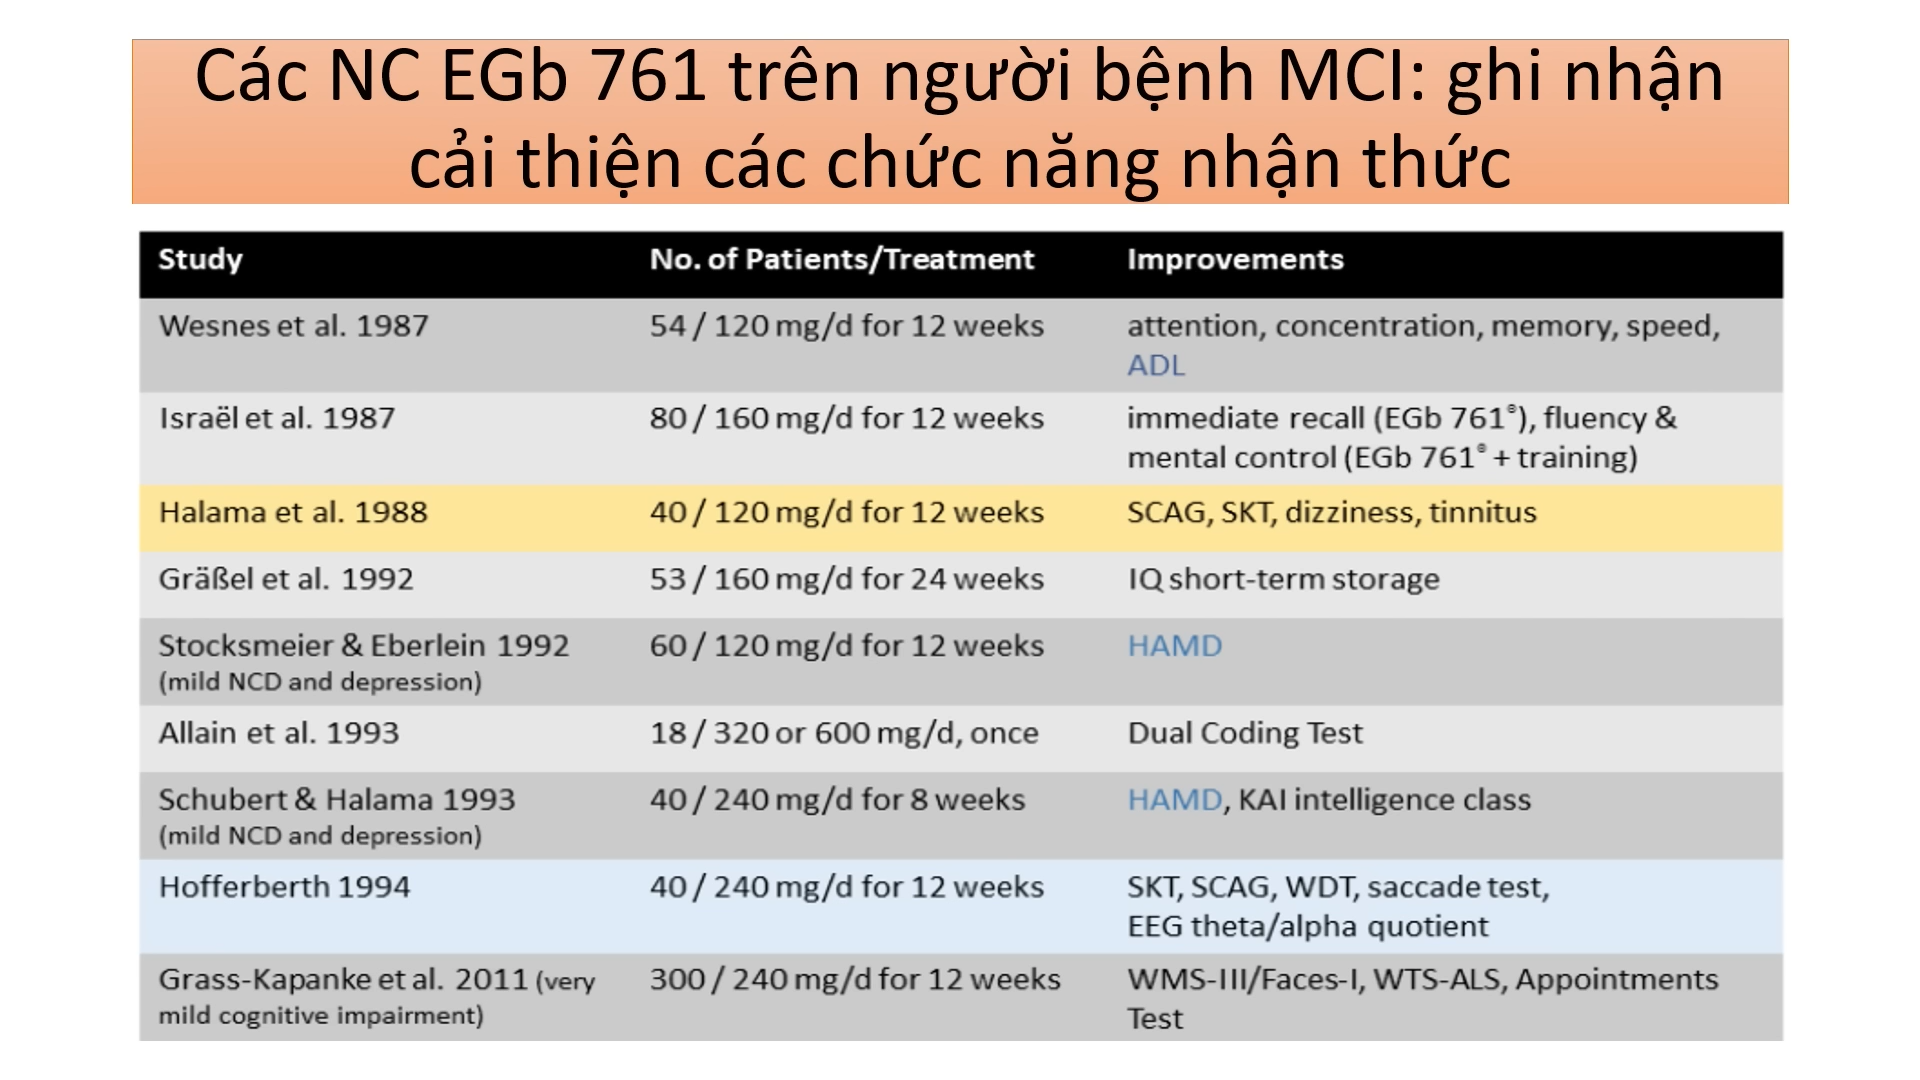 Các NC EGb 761 trên người bệnh MCI: ghi nhận
cải thiện các chức năng nhận thức
Study No. of Patients/Treatment Improvements
Wesnes et al. 1987 54 / 120 mg/d for 12 weeks attention, concentration, memory, speed,
ADL
Israël et al. 1987 80 / 160 mg/d for 12 weeks immediate recall (EGb 761®), fluency &
mental control (EGb 761® + training)
Halama et al. 1988 40 / 120 mg/d for 12 weeks SCAG, SKT, dizziness, tinnitus
Gräßel et al. 1992 53 / 160 mg/d for 24 weeks IQ short-term storage
Stocksmeier & Eberlein 1992 60 / 120 mg/d for 12 weeks HAMD
(mild NCD and depression)
Allain et al. 1993 18 / 320 or 600 mg/d, once Dual Coding Test
Schubert & Halama 1993 40 / 240 mg/d for 8 weeks HAMD, KAI intelligence class
(mild NCD and depression)
Hofferberth 1994 40 / 240 mg/d for 12 weeks SKT, SCAG, WDT, saccade test,
EEG theta/alpha quotient
Grass-Kapanke et al. 2011 (very 300 / 240 mg/d for 12 weeks WMS-III/Faces-I, WTS-ALS, Appointments
mild cognitive impairment) Test